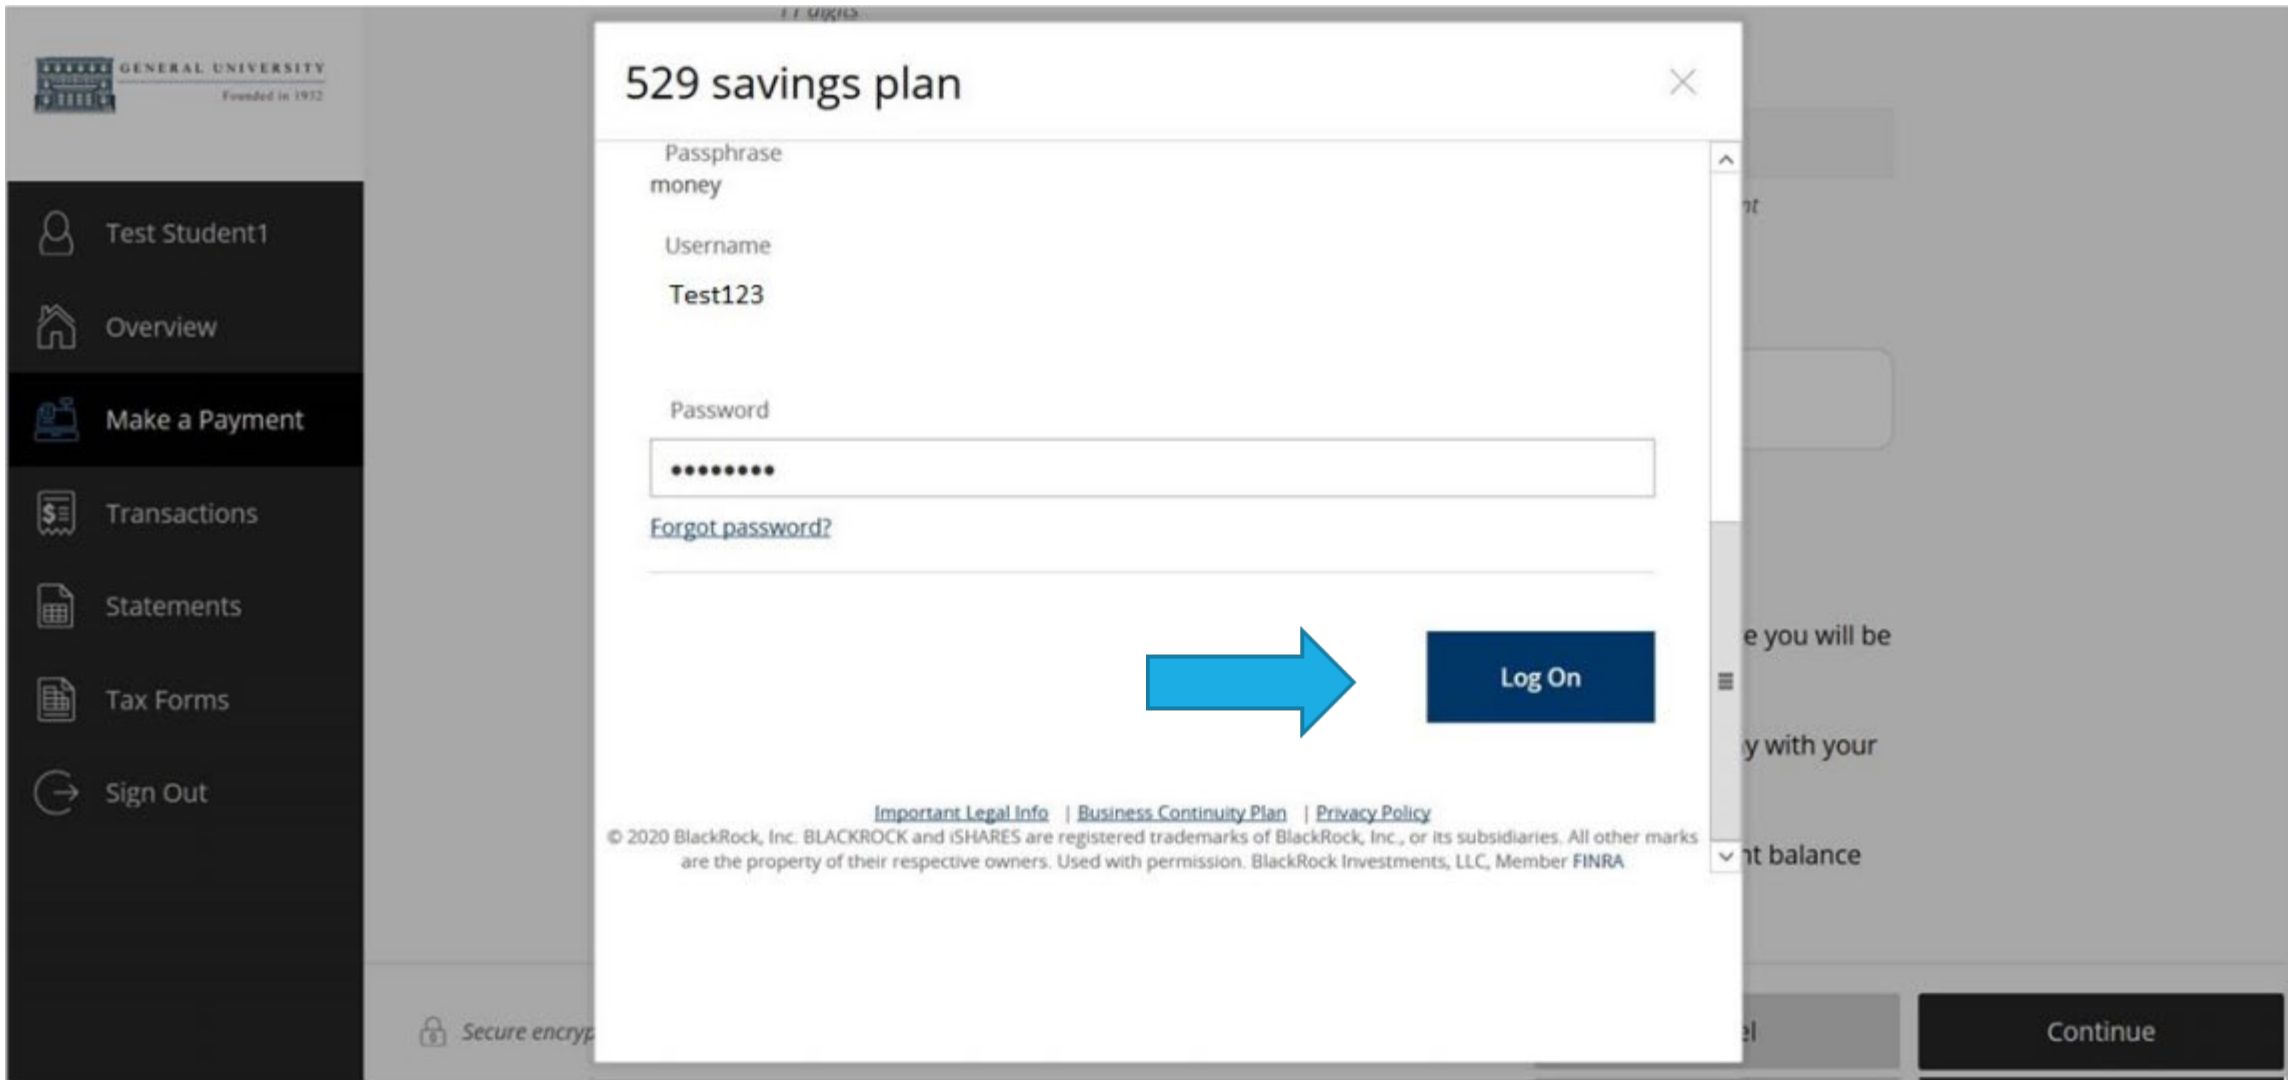 11 digits
GENERAL UNIVERSITY
Founded in 1932
Test Student1
Overview
Make a Payment
Transactions
Statements
Tax Forms
Sign Out
529 savings plan
Passphrase
money
Username
Test123
Password
••••••••
Forgot password?
Log On
Important Legal Info | Business Continuity Plan | Privacy Policy
© 2020 BlackRock, Inc. BLACKROCK and iSHARES are registered trademarks of BlackRock, Inc., or its subsidiaries. All other marks
are the property of their respective owners. Used with permission. BlackRock Investments, LLC, Member FINRA
nt
e you will be
y with your
nt balance
Secure encryp
el
Continue